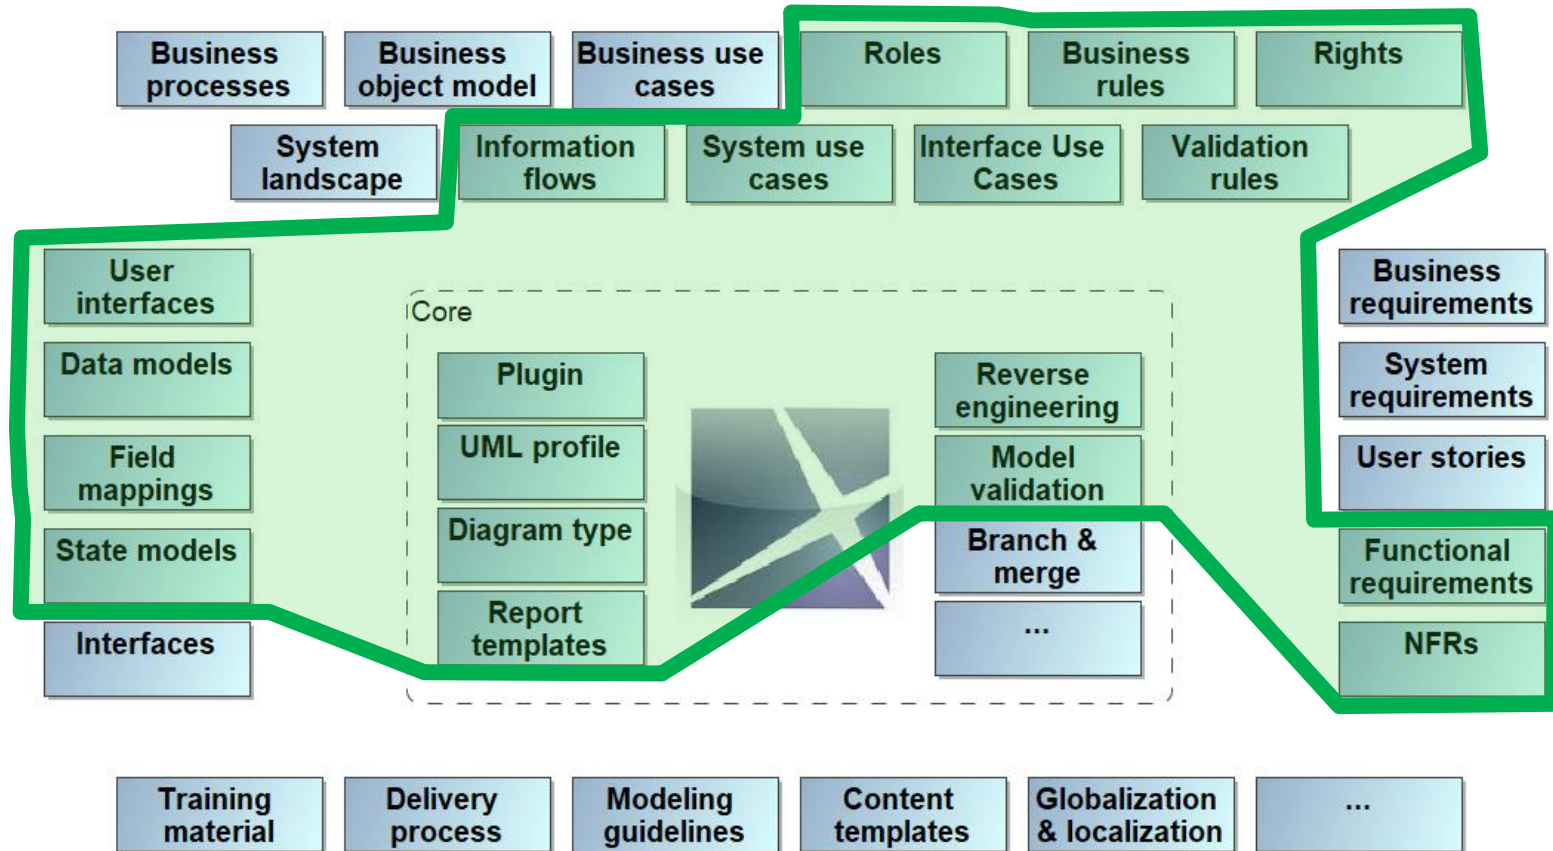 Business
processes
Business
object model
Business use
cases
Roles
Business
rules
Rights
System
landscape
Information
flows
System use
cases
Interface Use
Cases
Validation
rules
User
interfaces
Data models
Field
mappings
State models
Interfaces
Core
Plugin
UML profile
Diagram type
Report
templates
Reverse
engineering
Model
validation
Branch &
merge
...
Business
requirements
System
requirements
User stories
Functional
requirements
NFRs
Training
material
Delivery
process
Modeling
guidelines
Content
templates
Globalization
& localization
...